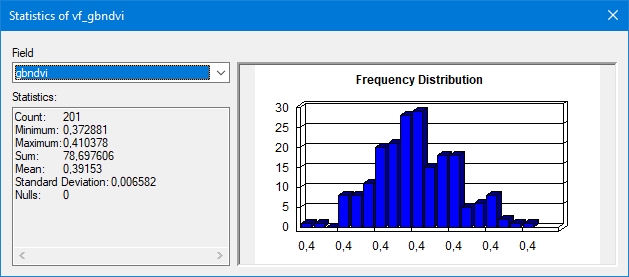 Statistics of vf_gbndvi
Field
gbndvi
Statistics:
Count: 201
Minimum: 0,372881
Maximum: 0,410378
Sum: 78,697606
Mean: 0,39153
Standard Deviation: 0,006582
Nulls: 0
Frequency Distribution
30
25
20
15
10
5
0
0,4 0,4 0,4 0,4 0,4 0,4 0,4